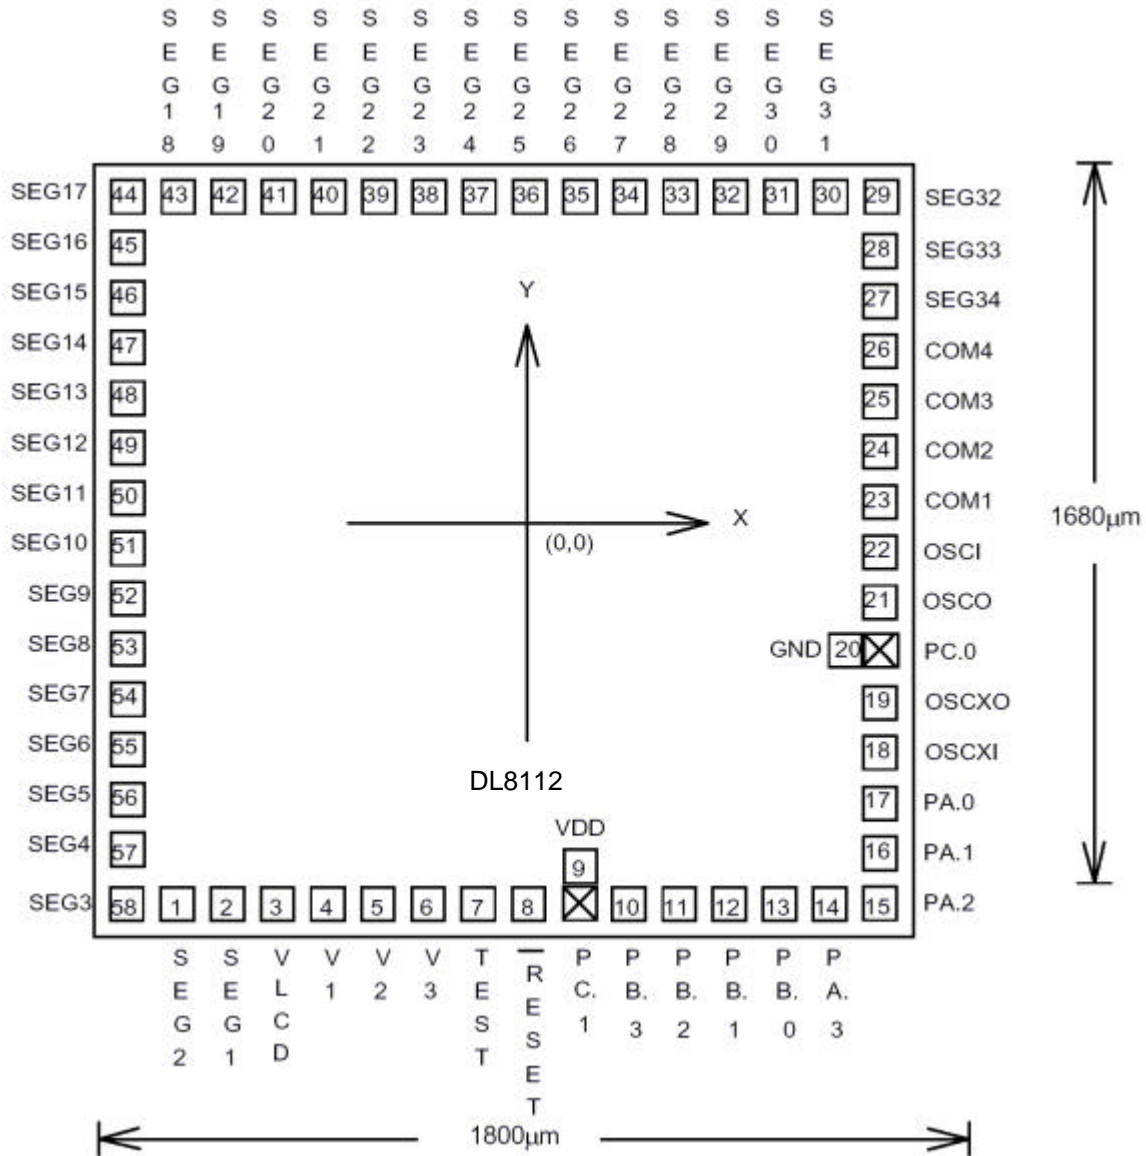 SEG18 SEG19 SEG20 SEG21 SEG22 SEG23 SEG24 SEG25 SEG26 SEG27 SEG28 SEG29 SEG30 SEG31
SEG17 44 43 42 41 40 39 38 37 36 35 34 33 32 31 30 29 SEG32
SEG16 45 28 SEG33
SEG15 46 Y 27 SEG34
SEG14 47 26 COM4
SEG13 48 25 COM3
SEG12 49 24 COM2
SEG11 50 23 COM1
X 1680µm
SEG10 51 (0,0) 22 OSCI
SEG9 52 21 OSCO
SEG8 53 GND 20 PC.0
SEG7 54 19 OSCXO
SEG6 55 18 OSCXI
DL8112
SEG5 56 17 PA.0
VDD
SEG4 57 9 16 PA.1
SEG3 58 1 2 3 4 5 6 7 8 10 11 12 13 14 15 PA.2
SEG2 SEG1 VLCD V1 V2 V3 TEST RESET PC.1 PB.3 PB.2 PB.1 PB.0 PA.3
1800µm